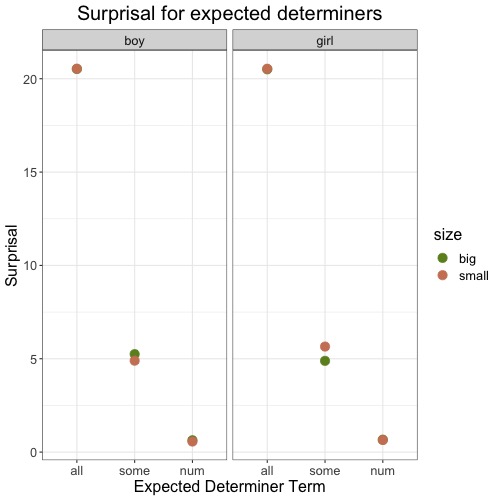 Surprisal for expected determiners
boy
girl
20
15
10
5
0
Surprisal
all
some
num
all
some
num
Expected Determiner Term
size
big
small